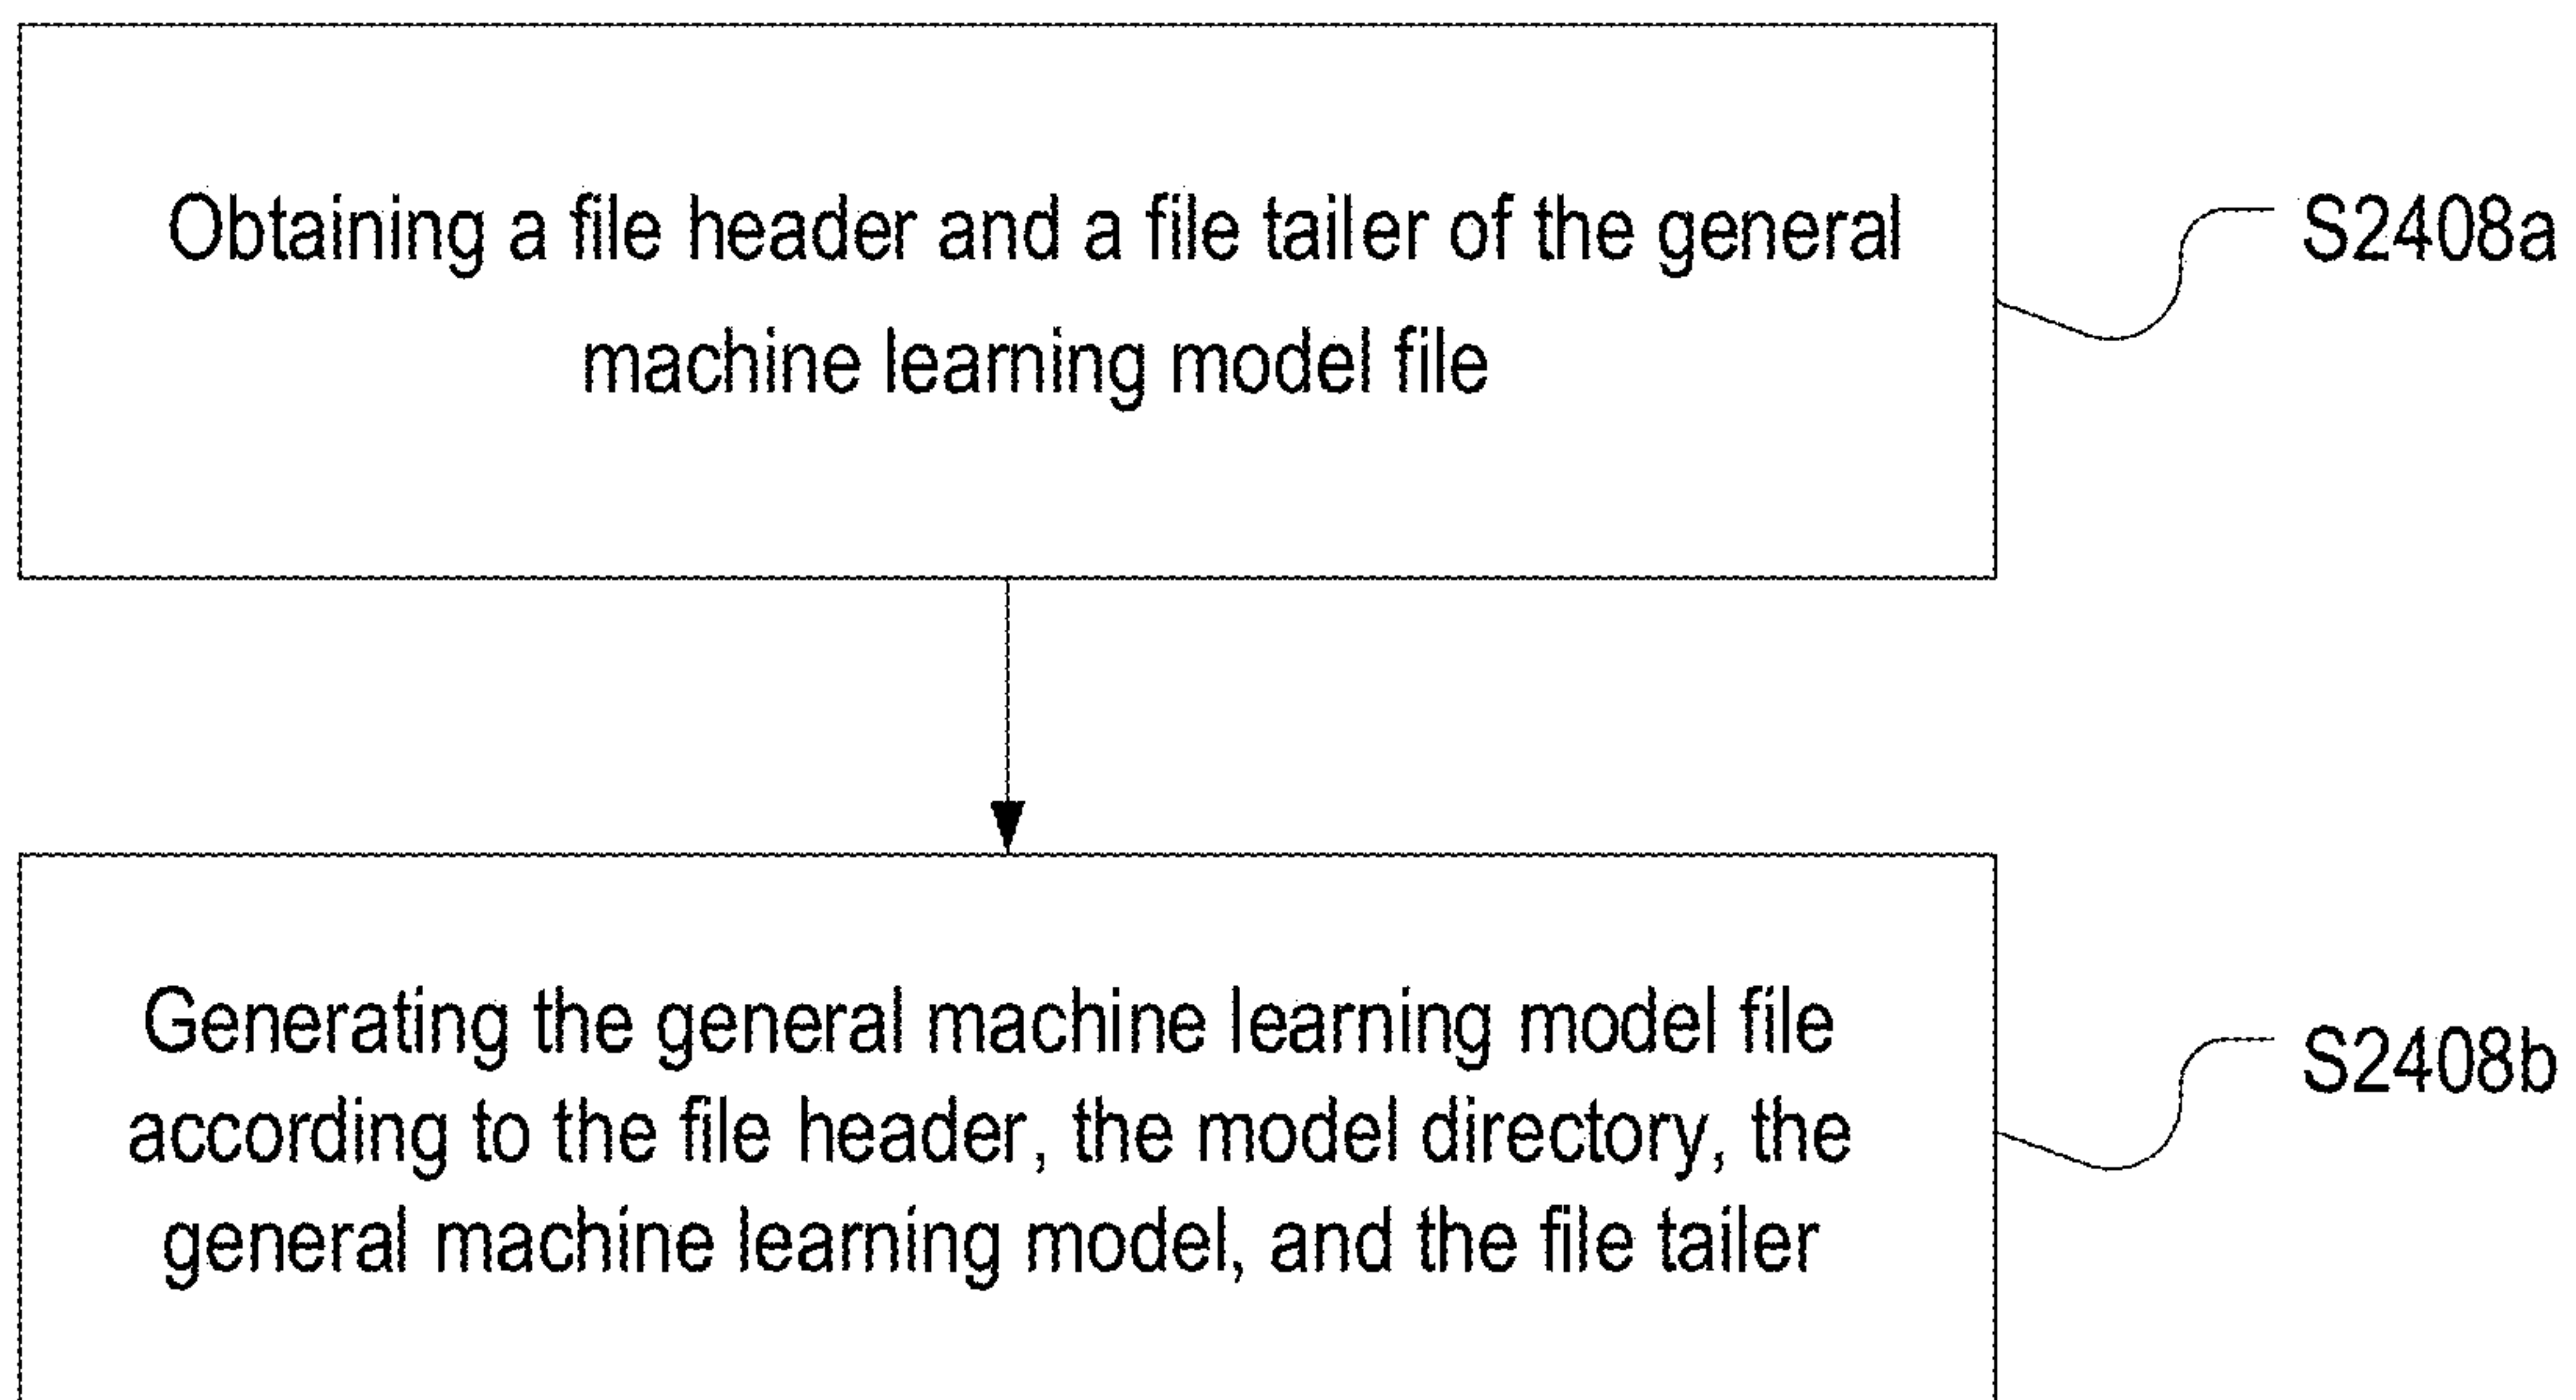 Obtaining a file header and a file tailer of the general
machine learning model file
S2408a
Generating the general machine learning model file
according to the file header, the model directory, the
general machine learning model, and the file tailer
S2408b